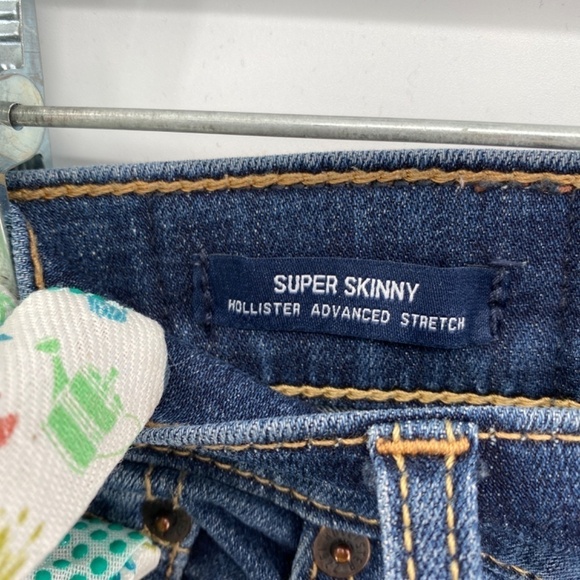 SUPER SKINNY
HOLLISTER ADVANCED STRETCH